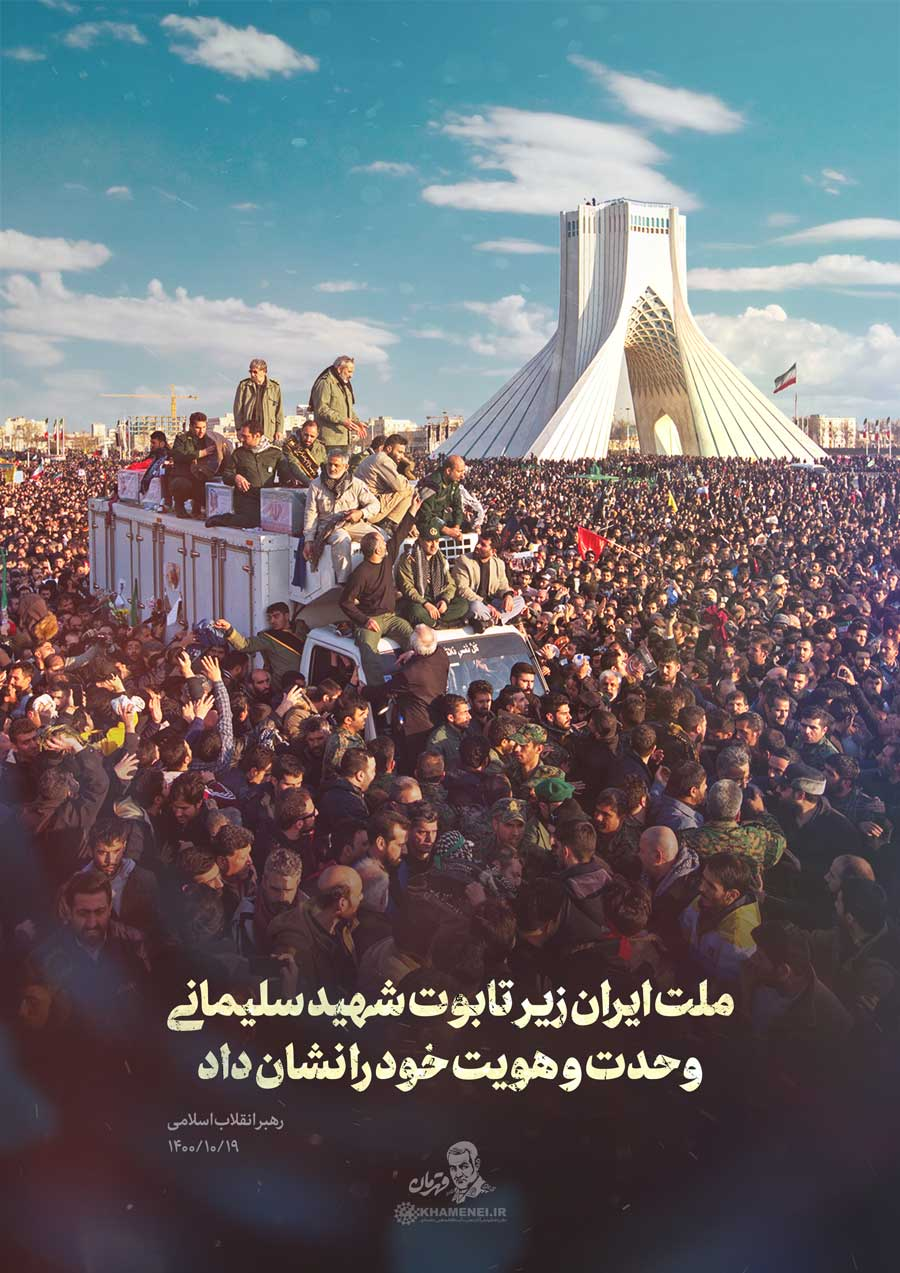 ملت ایران زیر تابوت شهید سلیمانی
وحدت و هویت خود را نشان داد
رهبر انقلاب اسلامی
۱۴۰۰/۱۰/۱۹
قهرمان
KHAMENEI.IR